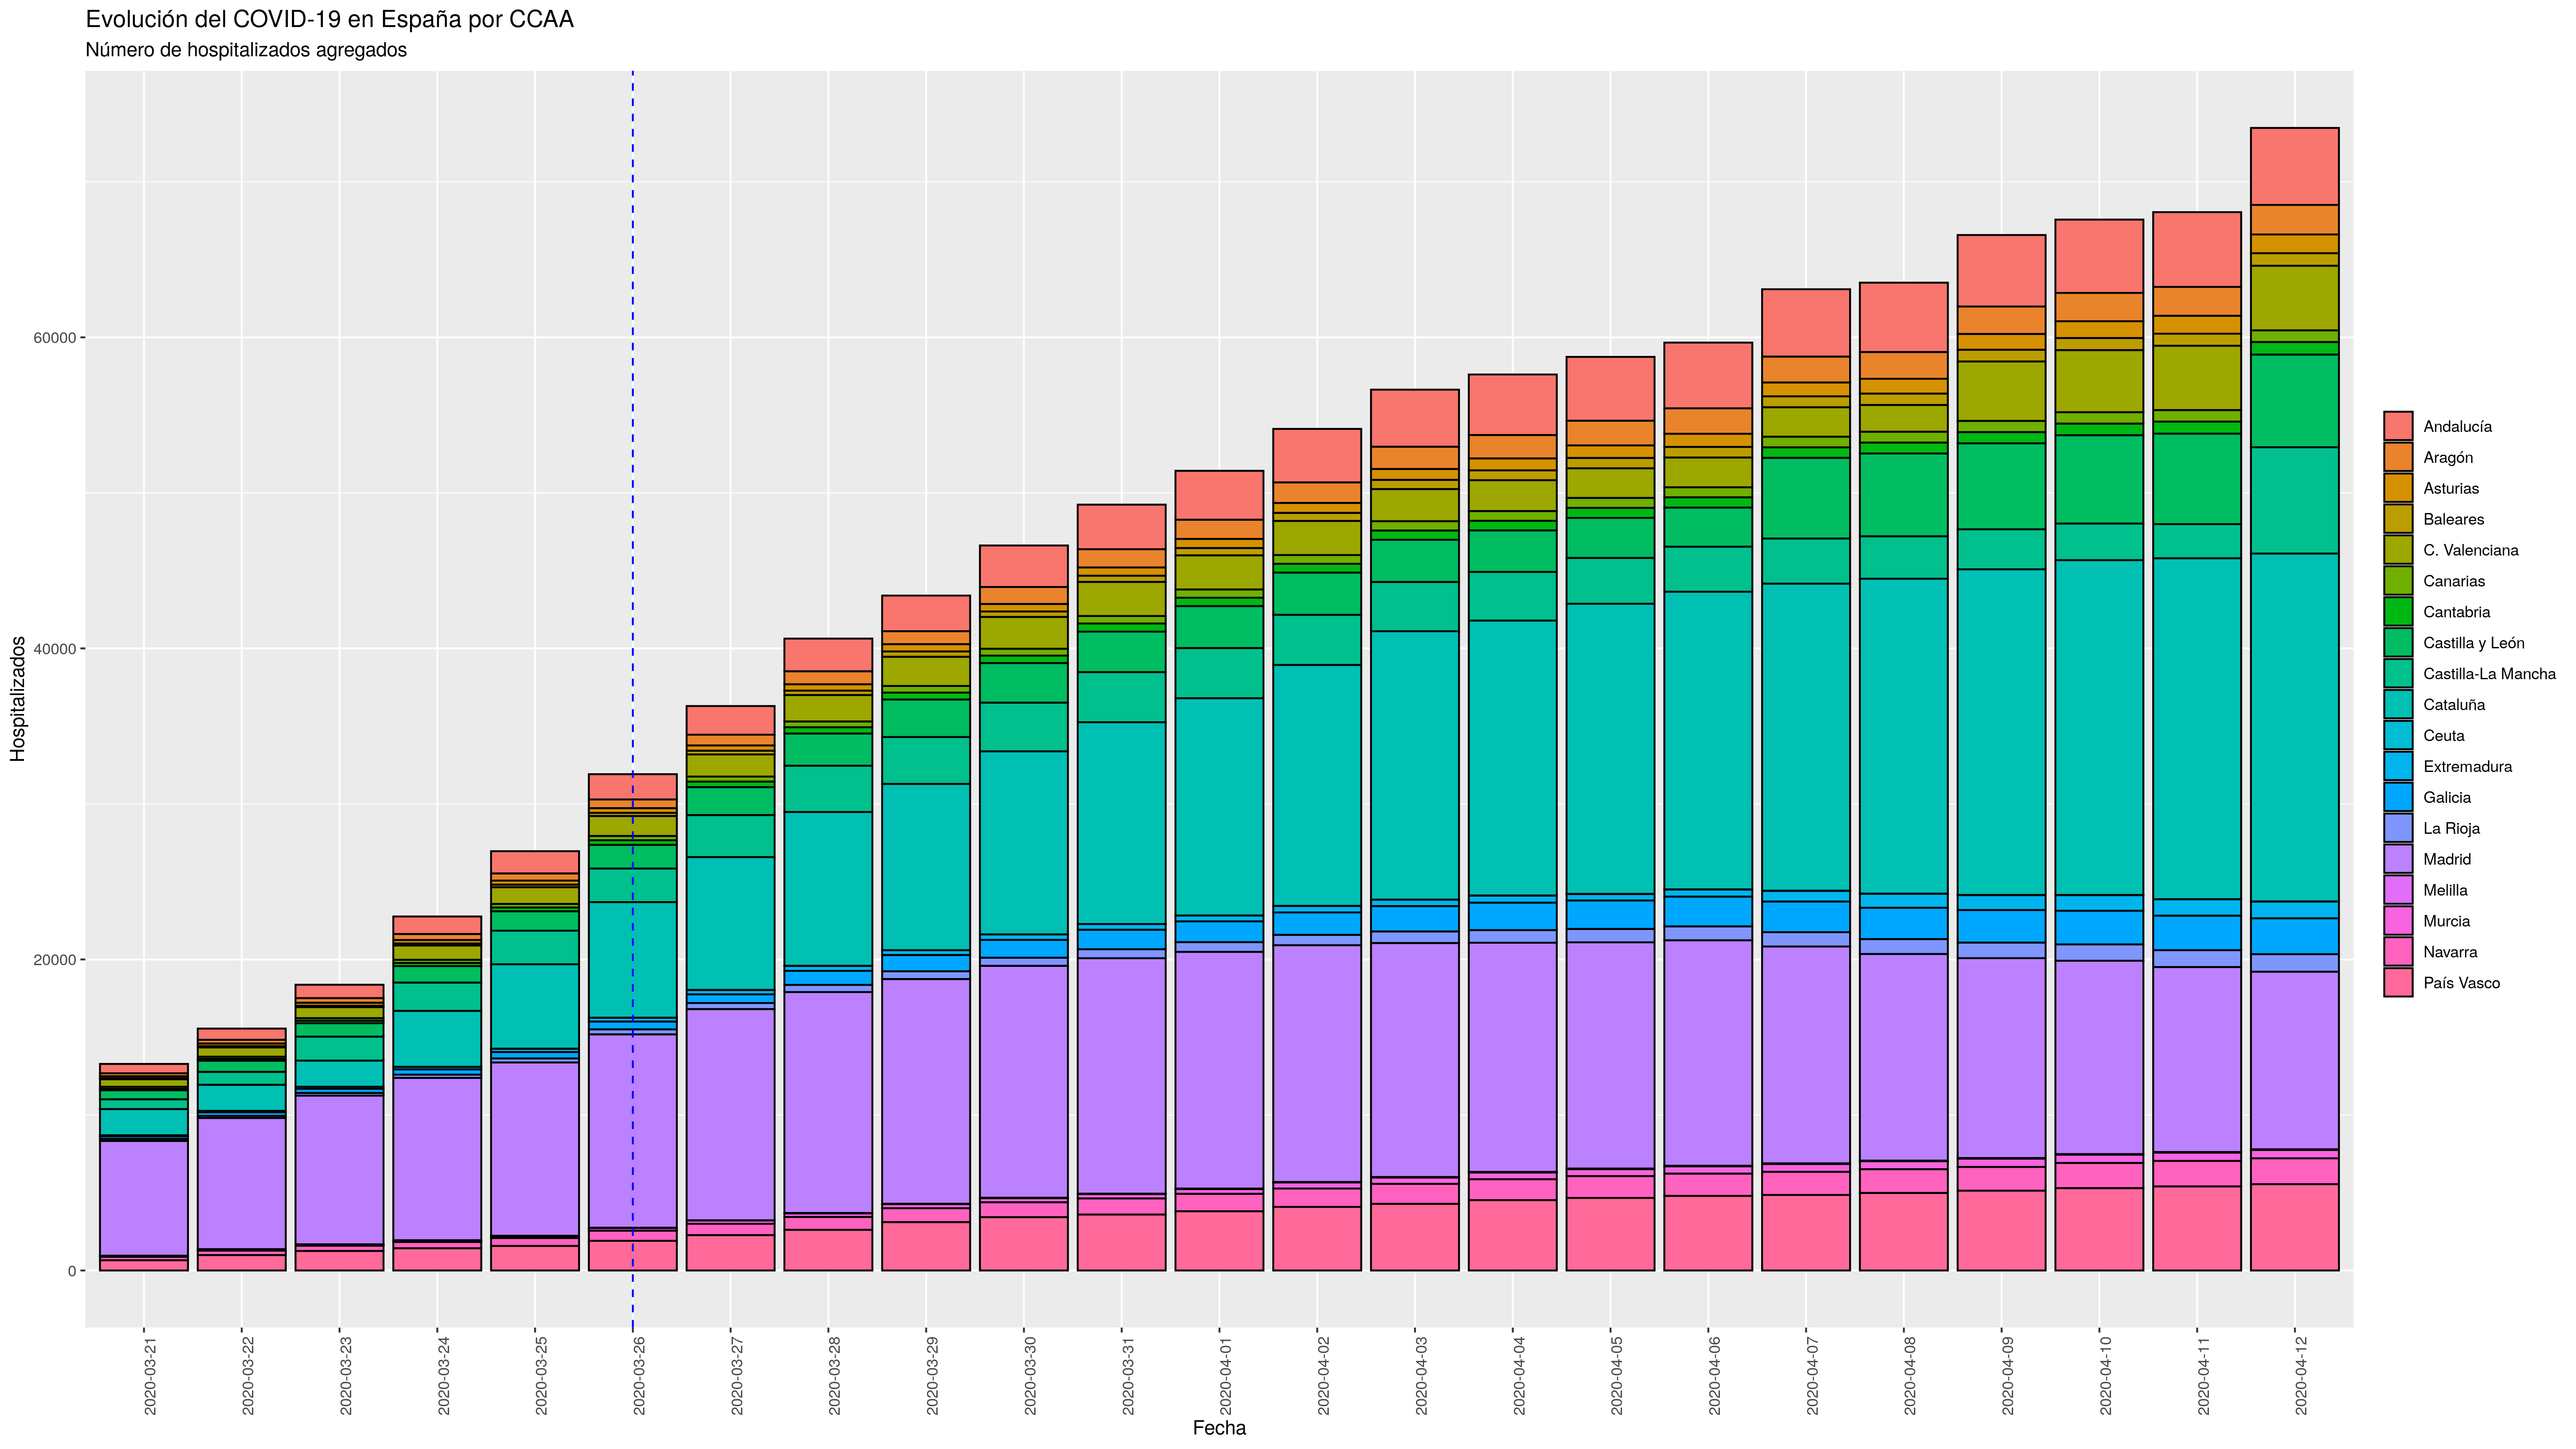 Evolución del COVID-19 en España por CCAA
Número de hospitalizados agregados
Hospitalizados
60000
40000
20000
0
2020-03-21
2020-03-22
2020-03-23
2020-03-24
2020-03-25
2020-03-26
2020-03-27
2020-03-28
2020-03-29
2020-03-30
2020-03-31
2020-04-01
2020-04-02
2020-04-03
2020-04-04
2020-04-05
2020-04-06
2020-04-07
2020-04-08
2020-04-09
2020-04-10
2020-04-11
2020-04-12
Fecha
Andalucía
Aragón
Asturias
Baleares
C. Valenciana
Canarias
Cantabria
Castilla y León
Castilla-La Mancha
Cataluña
Ceuta
Extremadura
Galicia
La Rioja
Madrid
Melilla
Murcia
Navarra
País Vasco